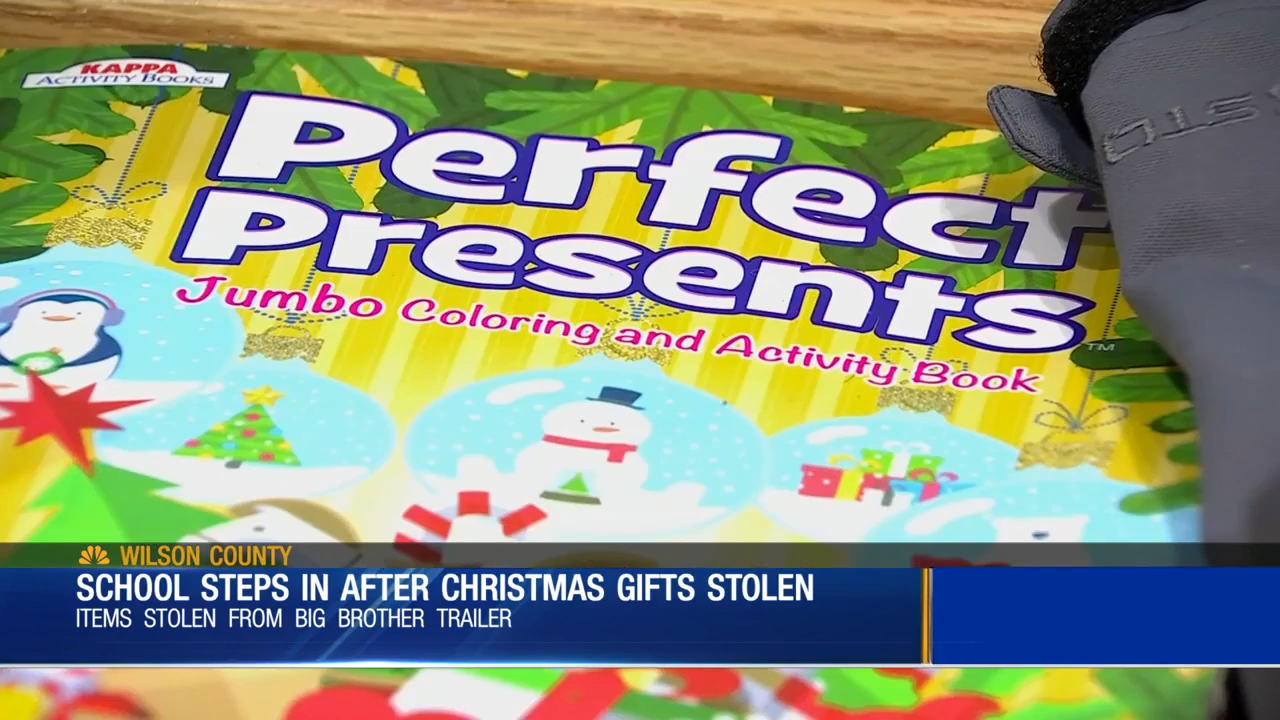 KAPPA
ACTIVITY BOOKS
Perfect
Presents™
Jumbo Coloring and Activity Book
WILSON COUNTY
SCHOOL STEPS IN AFTER CHRISTMAS GIFTS STOLEN
ITEMS STOLEN FROM BIG BROTHER TRAILER